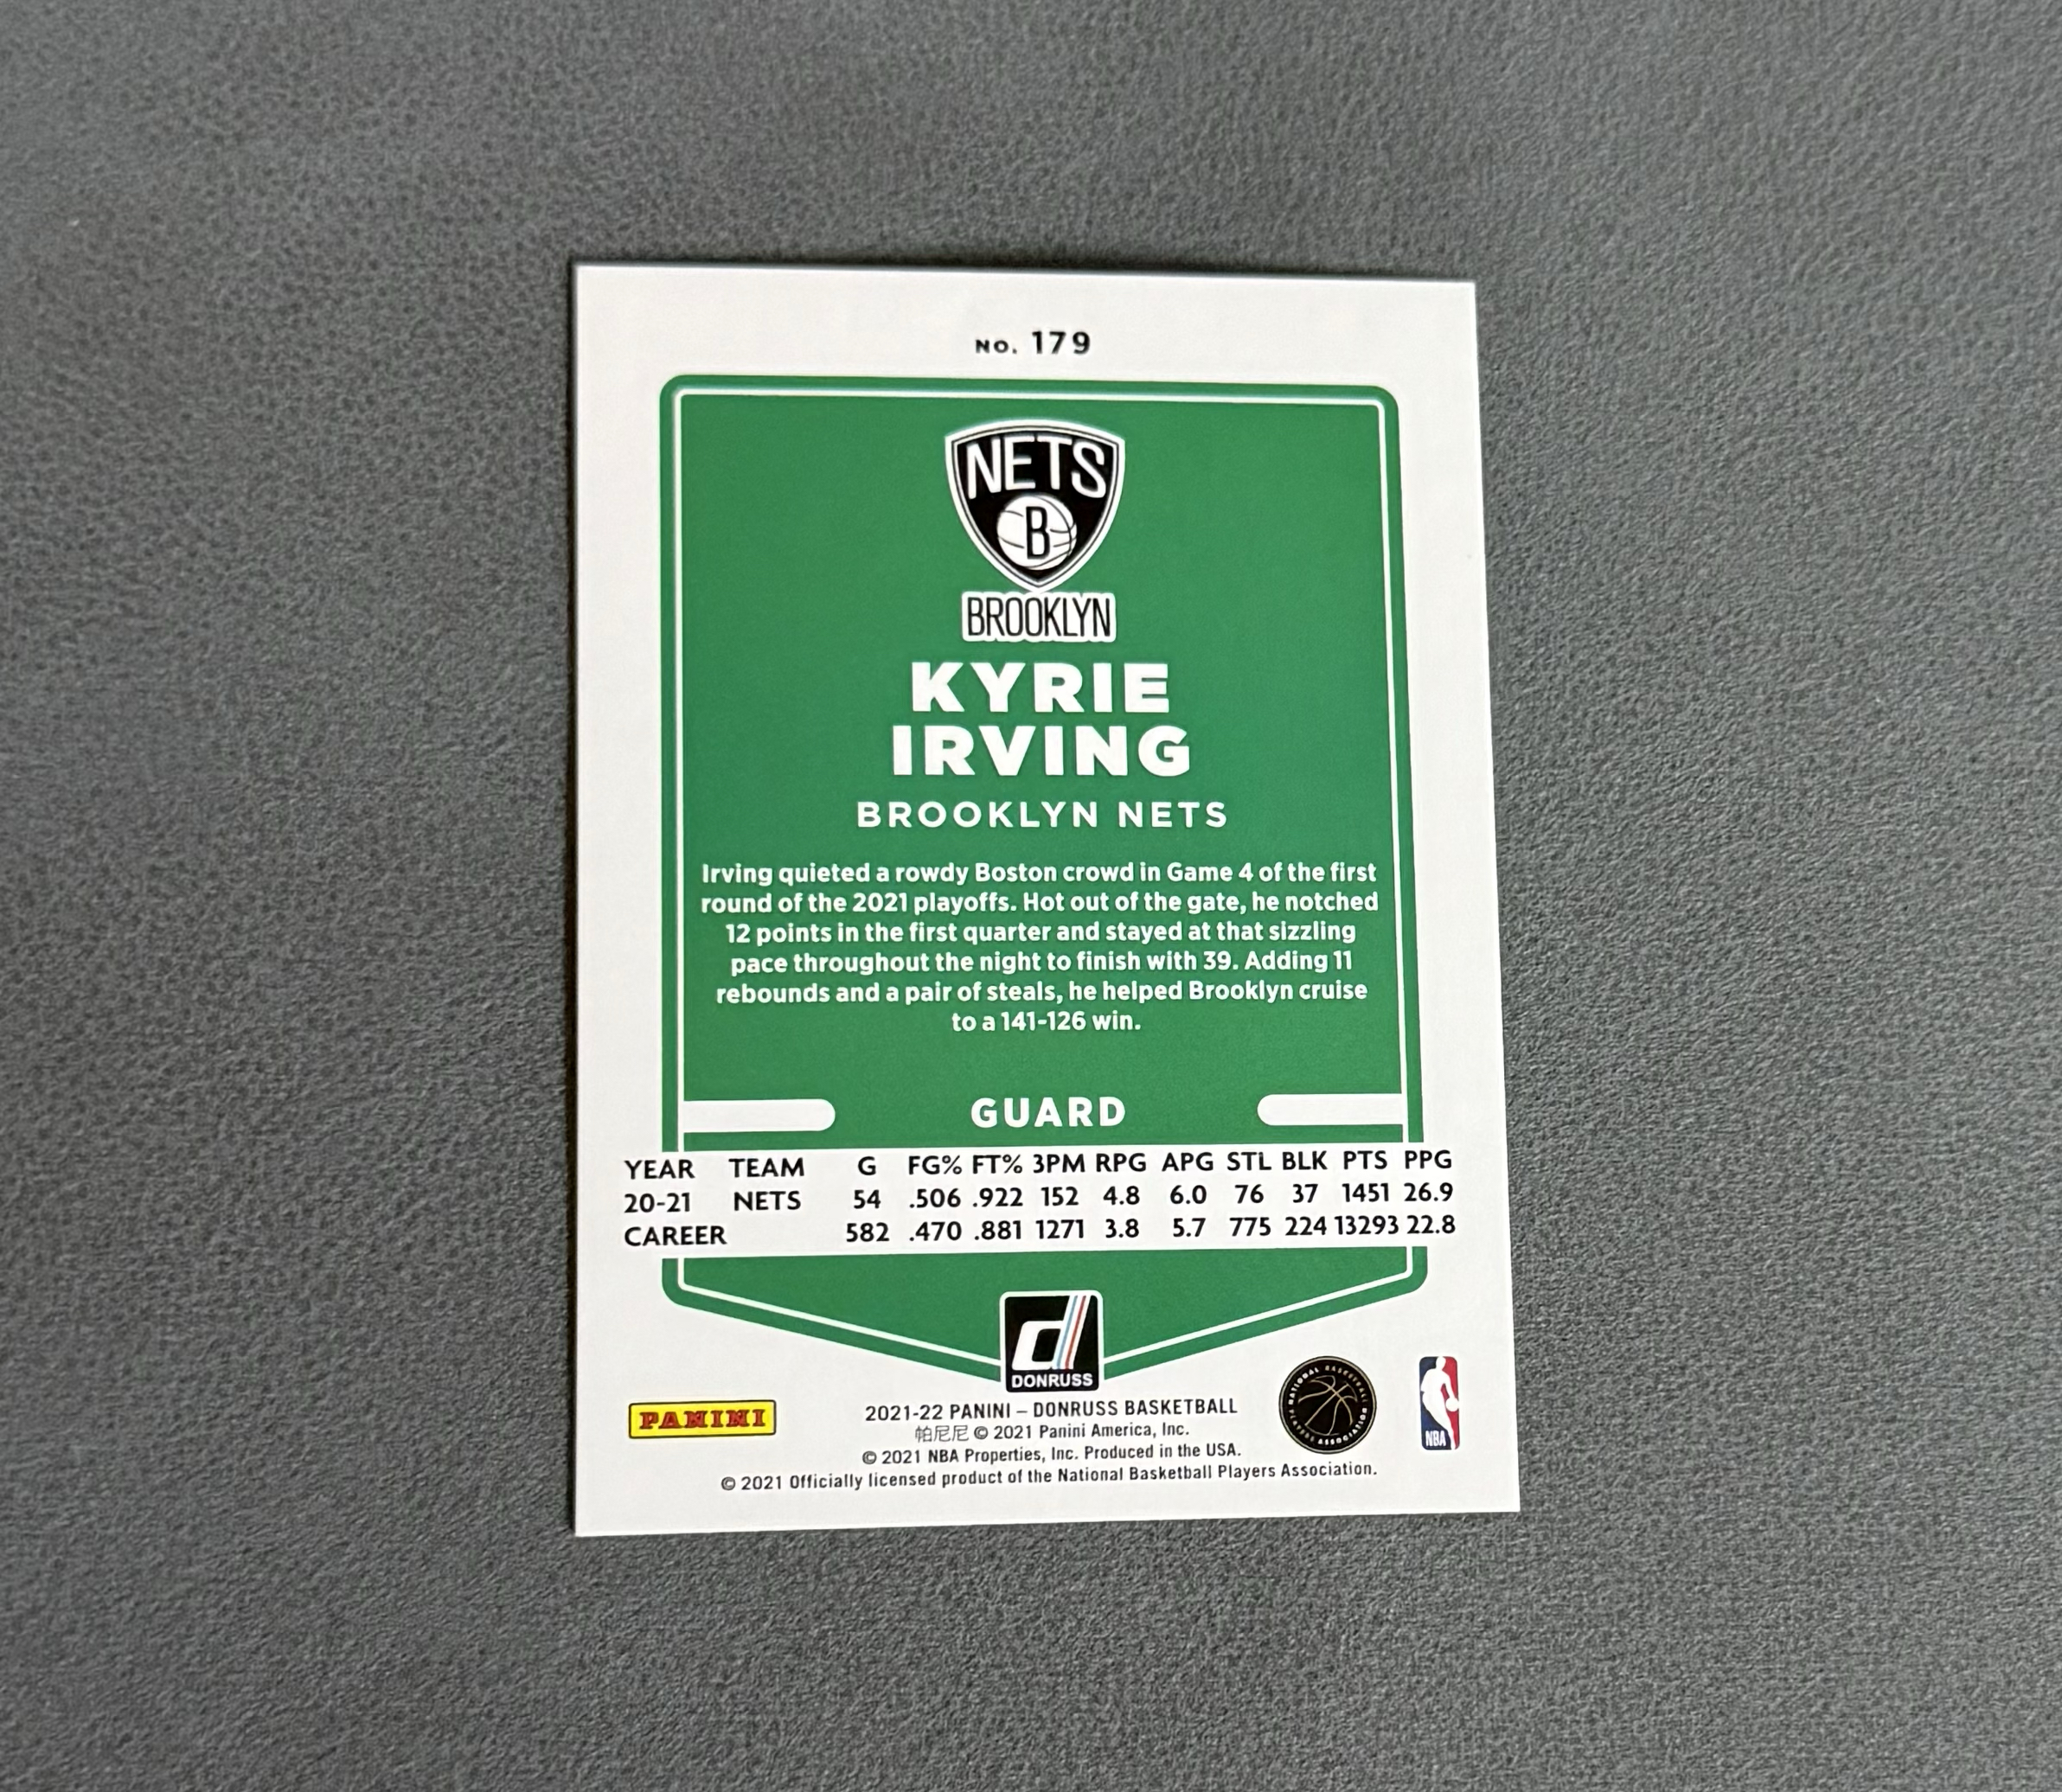 NO. 179
NETS
B
BROOKLYN
KYRIE
IRVING
BROOKLYN NETS
Irving quieted a rowdy Boston crowd in Game 4 of the first
round of the 2021 playoffs. Hot out of the gate, he notched
12 points in the first quarter and stayed at that sizzling
pace throughout the night to finish with 39. Adding 11
rebounds and a pair of steals, he helped Brooklyn cruise
to a 141-126 win.
GUARD
YEAR TEAM G FG% FT% 3PM RPG APG STL BLK PTS PPG
20-21 NETS 54 .506 .922 152 4.8 6.0 76 37 1451 26.9
CAREER 582 .470 .881 1271 3.8 5.7 775 224 13293 22.8
d
DONRUSS
PANINI
2021-22 PANINI – DONRUSS BASKETBALL
帕尼尼 © 2021 Panini America, Inc.
© 2021 NBA Properties, Inc. Produced in the USA.
© 2021 Officially licensed product of the National Basketball Players Association.
NATIONAL BASKETBALL PLAYERS ASSOCIATION
NBA